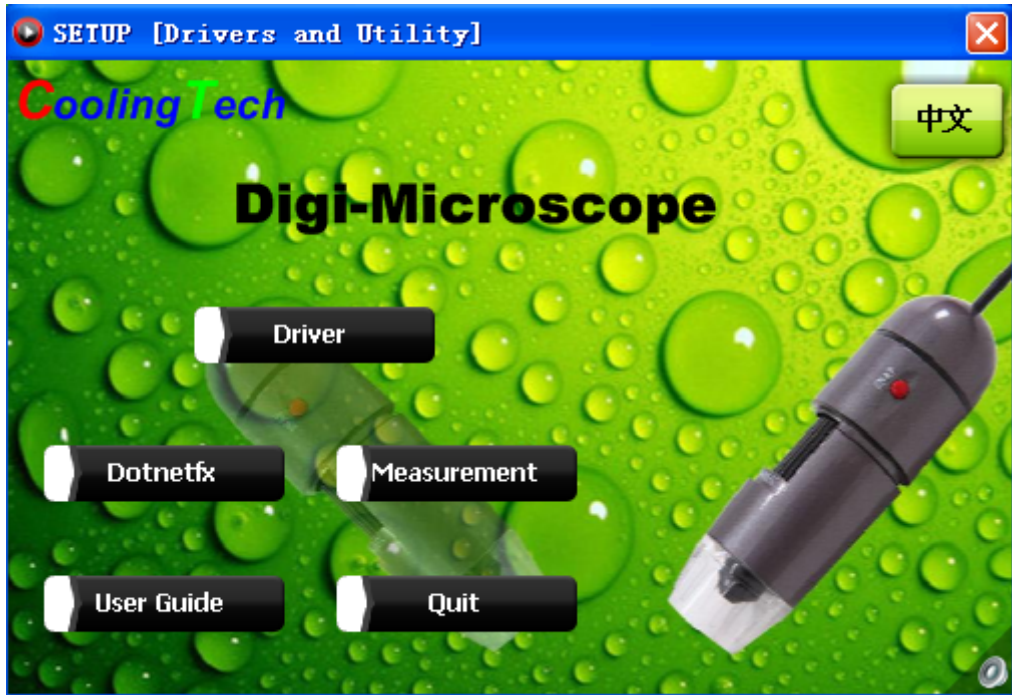 SETUP [Drivers and Utility]
CoolingTech
中文
Digi-Microscope
Driver
Dotnetfx
Measurement
User Guide
Quit